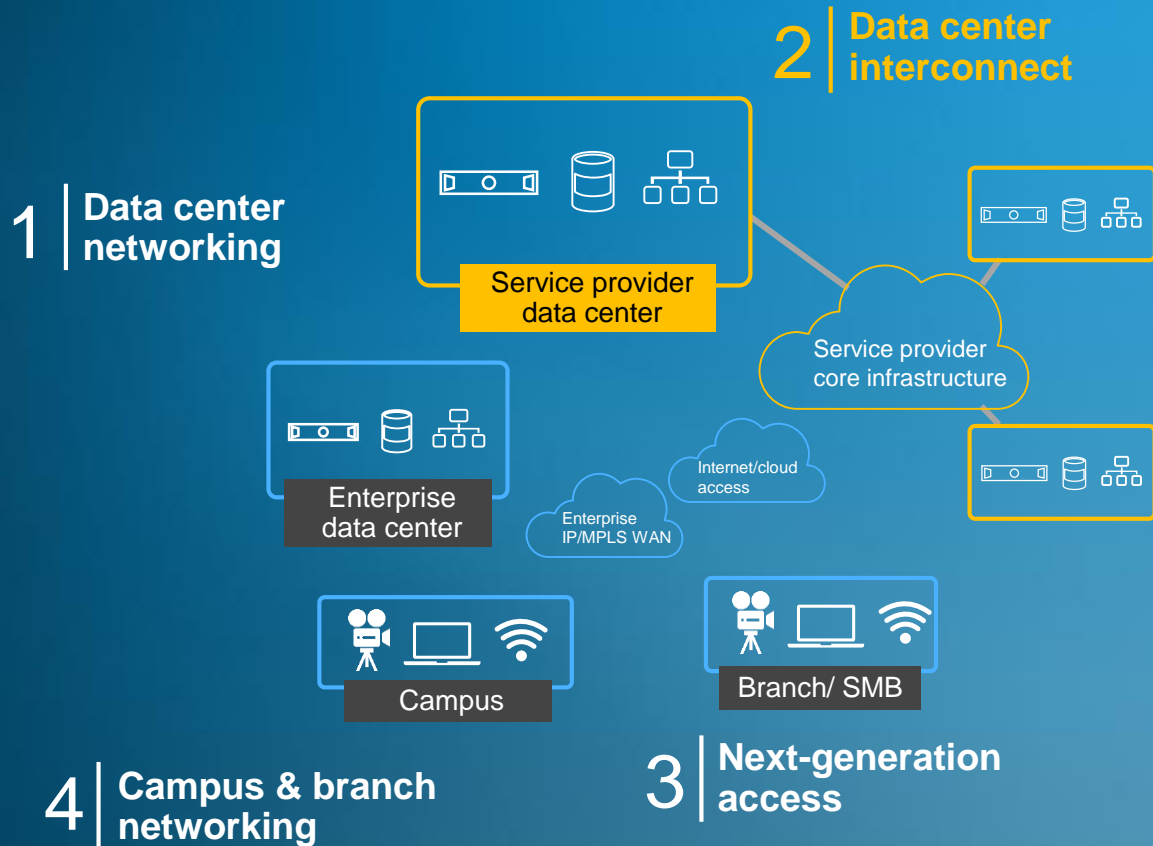 2
Data center
interconnect
1
Data center
networking
Service provider
data center
Service provider
core infrastructure
Internet/cloud
access
Enterprise
data center
Enterprise
IP/MPLS WAN
Campus
Branch/ SMB
3
Next-generation
access
4
Campus & branch
networking